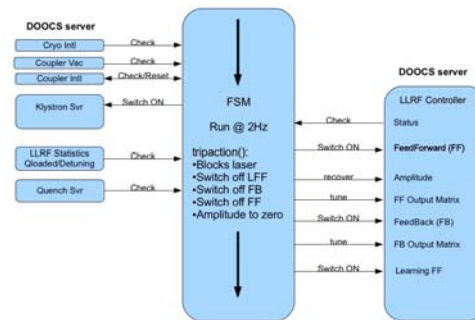 DOOCS server
Cryo Intl
Check
Coupler Vac
Check
Coupler Intl
Check/Reset
Klystron Svr
Switch ON
LLRF Statistics
Qloaded/Detuning
Check
Quench Svr
Check
FSM
Run @ 2Hz
tripaction():
•Blocks laser
•Switch off LFF
•Switch off FB
•Switch off FF
•Amplitude to zero
DOOCS server
LLRF Controller
Check
Status
Switch ON
FeedForward (FF)
recover
Amplitude
tune
FF Output Matrix
Switch ON
FeedBack (FB)
tune
FB Output Matrix
Switch ON
Learning FF